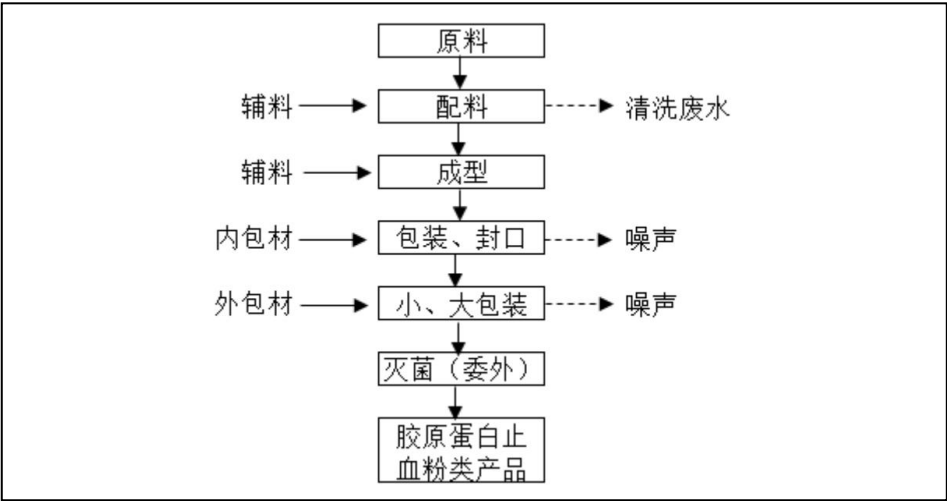 原料
辅料 配料 清洗废水
辅料 成型
内包材 包装、封口 噪声
外包材 小、大包装 噪声
灭菌（委外）
胶原蛋白止
血粉类产品